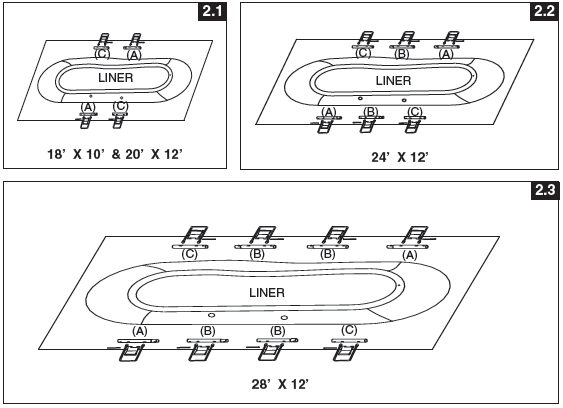 2.1
(C) (A)
LINER
(A) (C)
18' X 10' & 20' X 12'
2.2
(C) (B) (A)
LINER
(A) (B) (C)
24' X 12'
2.3
(C) (B) (B) (A)
LINER
(A) (B) (B) (C)
28' X 12'